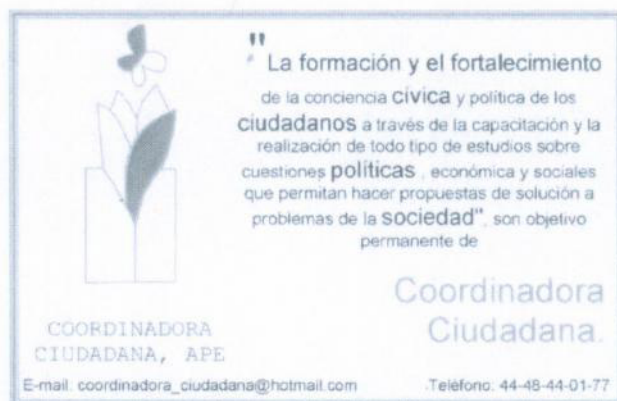 " La formación y el fortalecimiento
de la conciencia cívica y política de los
ciudadanos a través de la capacitación y la
realización de todo tipo de estudios sobre
cuestiones políticas , económica y sociales
que permitan hacer propuestas de solución a
problemas de la sociedad", son objetivo
permanente de
Coordinadora
Ciudadana.
COORDINADORA
CIUDADANA, APE
E-mail: coordinadora_ciudadana@hotmail.com
Teléfono: 44-48-44-01-77